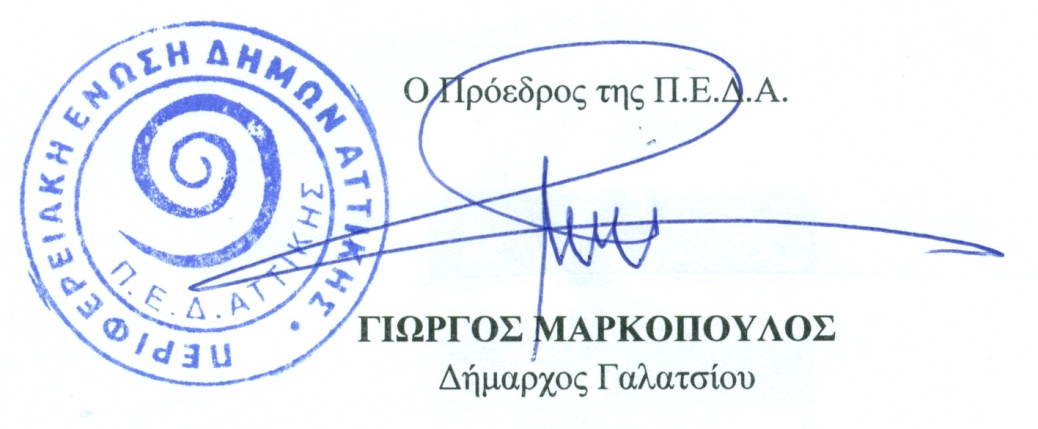 ΠΕΡΙΦΕΡΕΙΑΚΗ ΕΝΩΣΗ ΔΗΜΩΝ ΑΤΤΙΚΗΣ •
Π.Ε.Δ.ΑΤΤΙΚΗΣ
Ο Πρόεδρος της Π.Ε.Δ.Α.
ΓΙΩΡΓΟΣ ΜΑΡΚΟΠΟΥΛΟΣ
Δήμαρχος Γαλατσίου